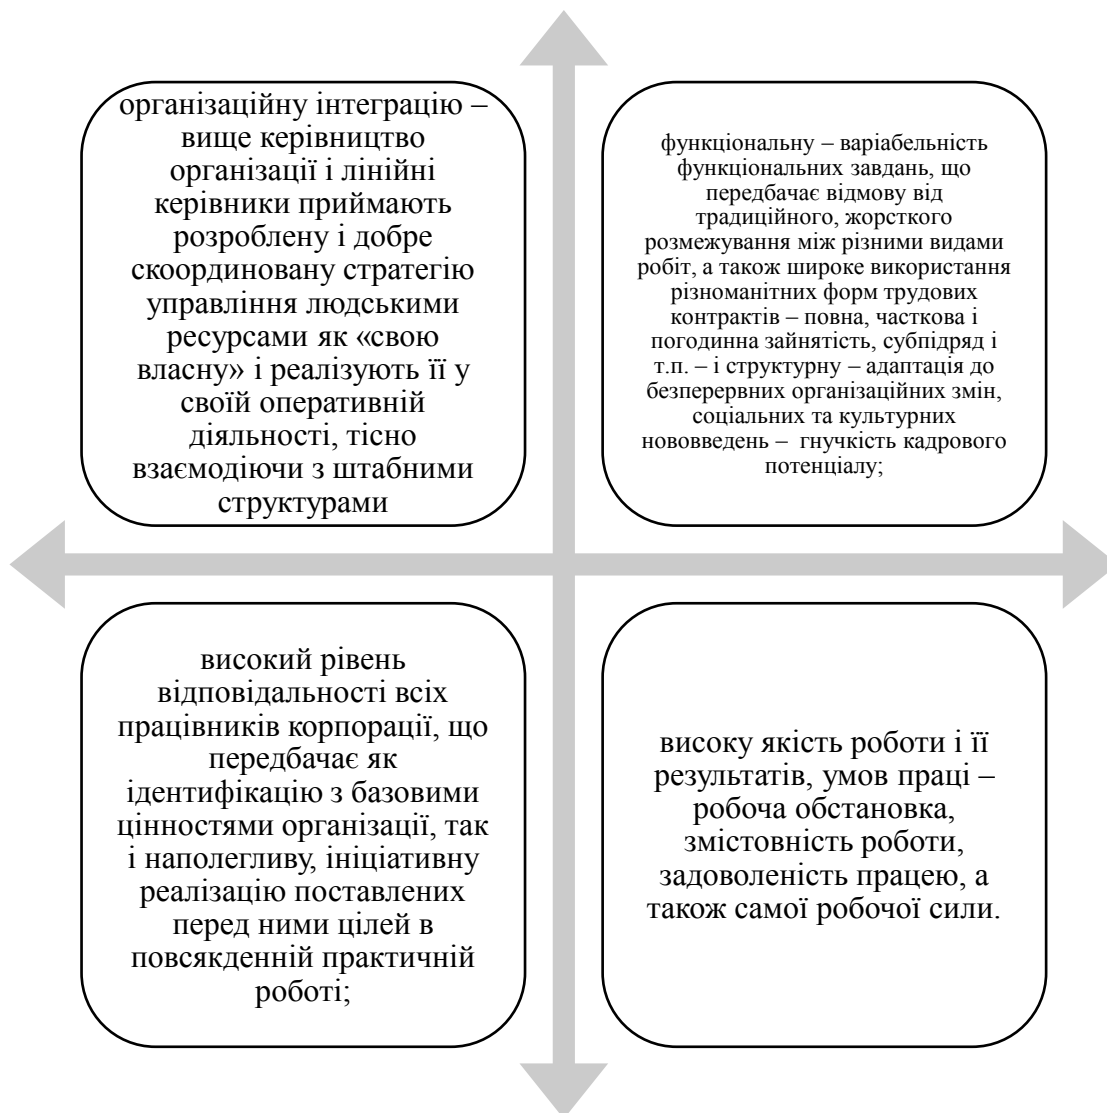 організаційну інтеграцію –
вище керівництво
організації і лінійні
керівники приймають
розроблену і добре
скоординовану стратегію
управління людськими
ресурсами як «свою
власну» і реалізують її у
своїй оперативній
діяльності, тісно
взаємодіючи з штабними
структурами
функціональну – варіабельність
функціональних завдань, що
передбачає відмову від
традиційного, жорсткого
розмежування між різними видами
робіт, а також широке використання
різноманітних форм трудових
контрактів – повна, часткова і
погодинна зайнятість, субпідряд і
т.п. – і структурну – адаптація до
безперервних організаційних змін,
соціальних та культурних
нововведень – гнучкість кадрового
потенціалу;
високий рівень
відповідальності всіх
працівників корпорації, що
передбачає як
ідентифікацію з базовими
цінностями організації, так
і наполегливу, ініціативну
реалізацію поставлених
перед ними цілей в
повсякденній практичній
роботі;
високу якість роботи і її
результатів, умов праці –
робоча обстановка,
змістовність роботи,
задоволеність працею, а
також самої робочої сили.